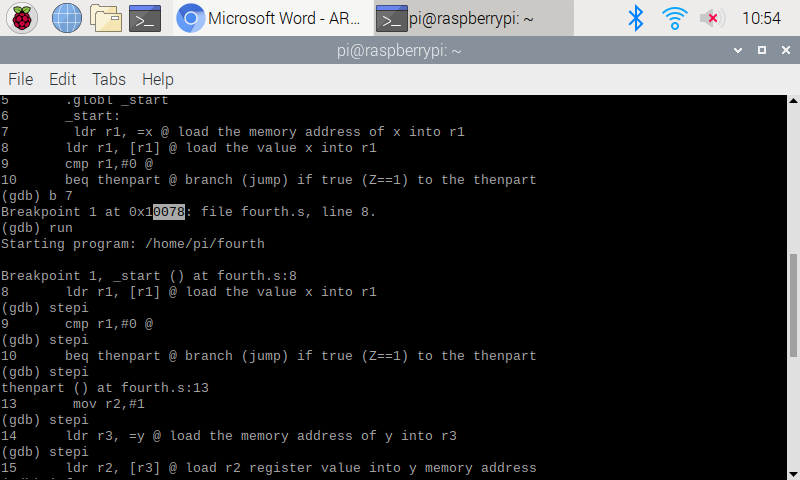 Microsoft Word - AR...
pi@raspberrypi: ~
10:54
pi@raspberrypi: ~
File Edit Tabs Help
5 .globl _start
6 _start:
7 ldr r1, =x @ load the memory address of x into r1
8 ldr r1, [r1] @ load the value x into r1
9 cmp r1,#0 @
10 beq thenpart @ branch (jump) if true (Z==1) to the thenpart
(gdb) b 7
Breakpoint 1 at 0x10078: file fourth.s, line 8.
(gdb) run
Starting program: /home/pi/fourth
Breakpoint 1, _start () at fourth.s:8
8 ldr r1, [r1] @ load the value x into r1
(gdb) stepi
9 cmp r1,#0 @
(gdb) stepi
10 beq thenpart @ branch (jump) if true (Z==1) to the thenpart
(gdb) stepi
thenpart () at fourth.s:13
13 mov r2,#1
(gdb) stepi
14 ldr r3, =y @ load the memory address of y into r3
(gdb) stepi
15 ldr r2, [r3] @ load r2 register value into y memory address